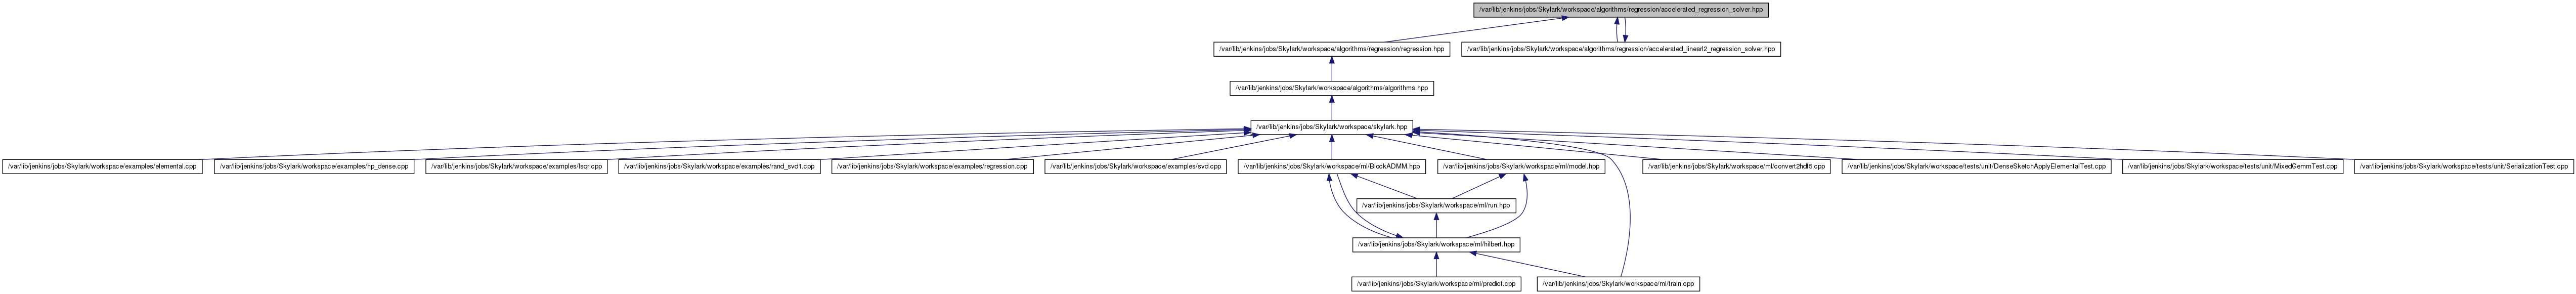 /var/lib/jenkins/jobs/Skylark/workspace/algorithms/regression/accelerated_regression_solver.hpp
/var/lib/jenkins/jobs/Skylark/workspace/algorithms/regression/regression.hpp
/var/lib/jenkins/jobs/Skylark/workspace/algorithms/regression/accelerated_linearl2_regression_solver.hpp
/var/lib/jenkins/jobs/Skylark/workspace/algorithms/algorithms.hpp
/var/lib/jenkins/jobs/Skylark/workspace/skylark.hpp
/var/lib/jenkins/jobs/Skylark/workspace/examples/elemental.cpp
/var/lib/jenkins/jobs/Skylark/workspace/examples/hp_dense.cpp
/var/lib/jenkins/jobs/Skylark/workspace/examples/lsqr.cpp
/var/lib/jenkins/jobs/Skylark/workspace/examples/rand_svd1.cpp
/var/lib/jenkins/jobs/Skylark/workspace/examples/regression.cpp
/var/lib/jenkins/jobs/Skylark/workspace/examples/svd.cpp
/var/lib/jenkins/jobs/Skylark/workspace/ml/BlockADMM.hpp
/var/lib/jenkins/jobs/Skylark/workspace/ml/model.hpp
/var/lib/jenkins/jobs/Skylark/workspace/ml/convert2hdf5.cpp
/var/lib/jenkins/jobs/Skylark/workspace/tests/unit/DenseSketchApplyElementalTest.cpp
/var/lib/jenkins/jobs/Skylark/workspace/tests/unit/MixedGemmTest.cpp
/var/lib/jenkins/jobs/Skylark/workspace/tests/unit/SerializationTest.cpp
/var/lib/jenkins/jobs/Skylark/workspace/ml/run.hpp
/var/lib/jenkins/jobs/Skylark/workspace/ml/hilbert.hpp
/var/lib/jenkins/jobs/Skylark/workspace/ml/predict.cpp
/var/lib/jenkins/jobs/Skylark/workspace/ml/train.cpp